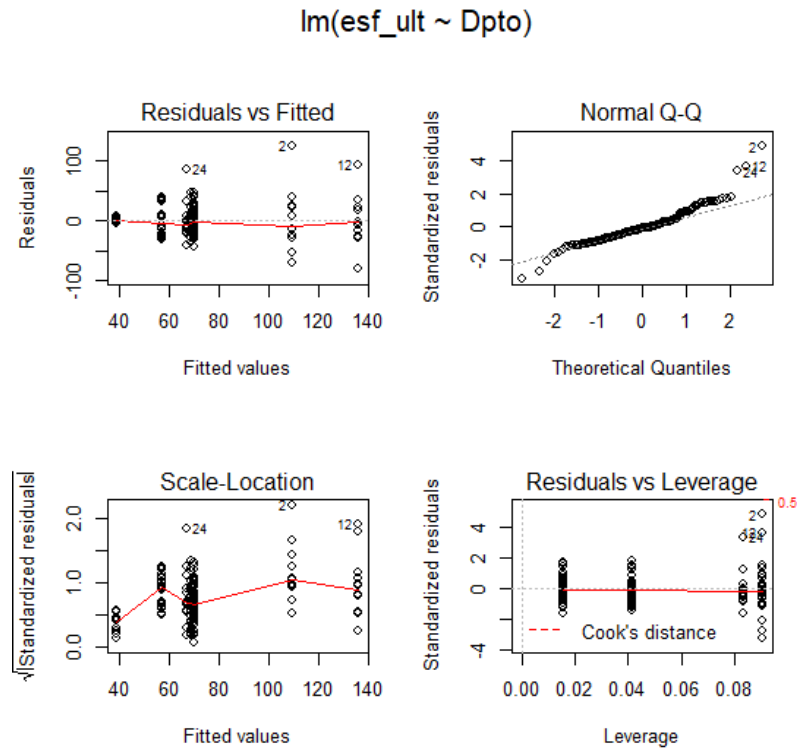 lm(esf_ult ~ Dpto)
Residuals vs Fitted
Residuals
-100 0 100
2
12
24
40 60 80 100 120 140
Fitted values
Normal Q-Q
Standardized residuals
-2 0 2 4
2
12
24
-2 -1 0 1 2
Theoretical Quantiles
Scale-Location
√|Standardized residuals|
0.0 1.0 2.0
2
12
24
40 60 80 100 120 140
Fitted values
Residuals vs Leverage
Standardized residuals
-4 0 2 4
0.5
2
12
24
Cook's distance
0.00 0.02 0.04 0.06 0.08
Leverage